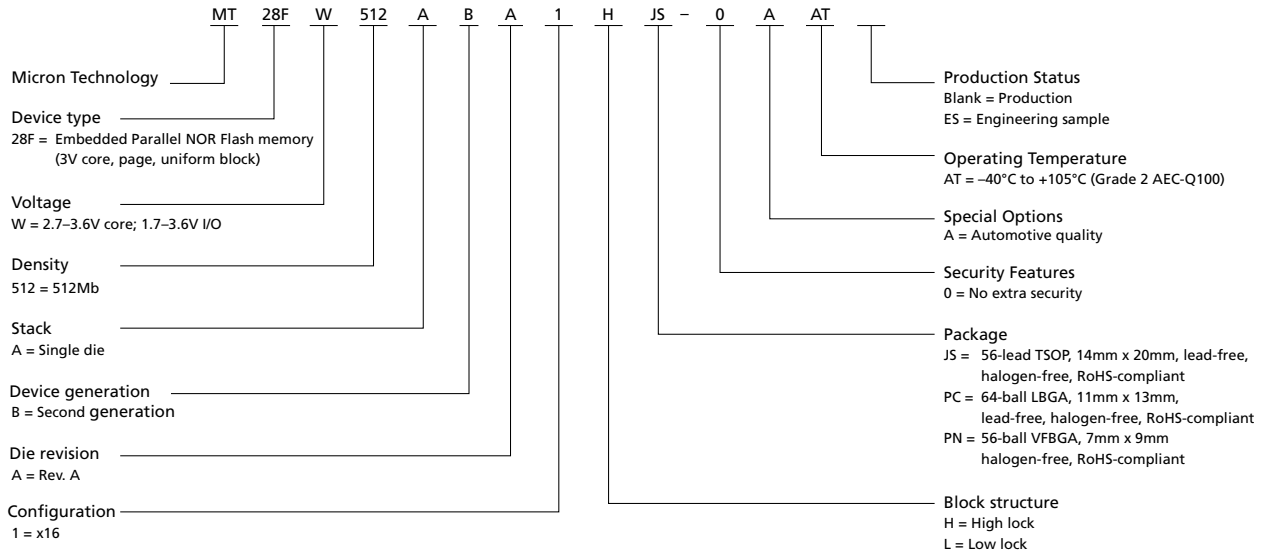 MT 28F W 512 A B A 1 H JS – 0 A AT
Micron Technology
Device type
28F = Embedded Parallel NOR Flash memory
(3V core, page, uniform block)
Voltage
W = 2.7–3.6V core; 1.7–3.6V I/O
Density
512 = 512Mb
Stack
A = Single die
Device generation
B = Second generation
Die revision
A = Rev. A
Configuration
1 = x16
Production Status
Blank = Production
ES = Engineering sample
Operating Temperature
AT = –40°C to +105°C (Grade 2 AEC-Q100)
Special Options
A = Automotive quality
Security Features
0 = No extra security
Package
JS = 56-lead TSOP, 14mm x 20mm, lead-free,
halogen-free, RoHS-compliant
PC = 64-ball LBGA, 11mm x 13mm,
lead-free, halogen-free, RoHS-compliant
PN = 56-ball VFBGA, 7mm x 9mm
halogen-free, RoHS-compliant
Block structure
H = High lock
L = Low lock